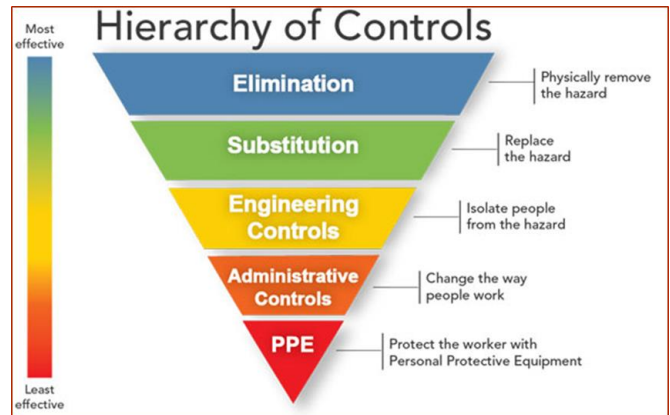 Hierarchy of Controls
Most
effective
Elimination
Physically remove
the hazard
Substitution
Replace
the hazard
Engineering
Controls
Isolate people
from the hazard
Administrative
Controls
Change the way
people work
PPE
Protect the worker with
Personal Protective Equipment
Least
effective